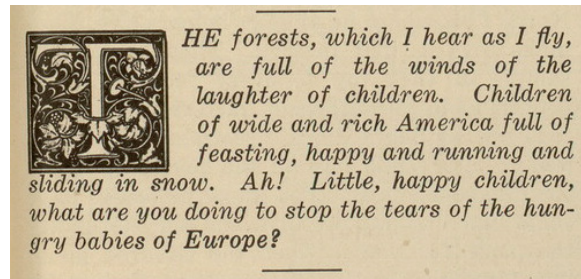 THE forests, which I hear as I fly,
are full of the winds of the
laughter of children. Children
of wide and rich America full of
feasting, happy and running and
sliding in snow. Ah! Little, happy children,
what are you doing to stop the tears of the hun-
gry babies of Europe?